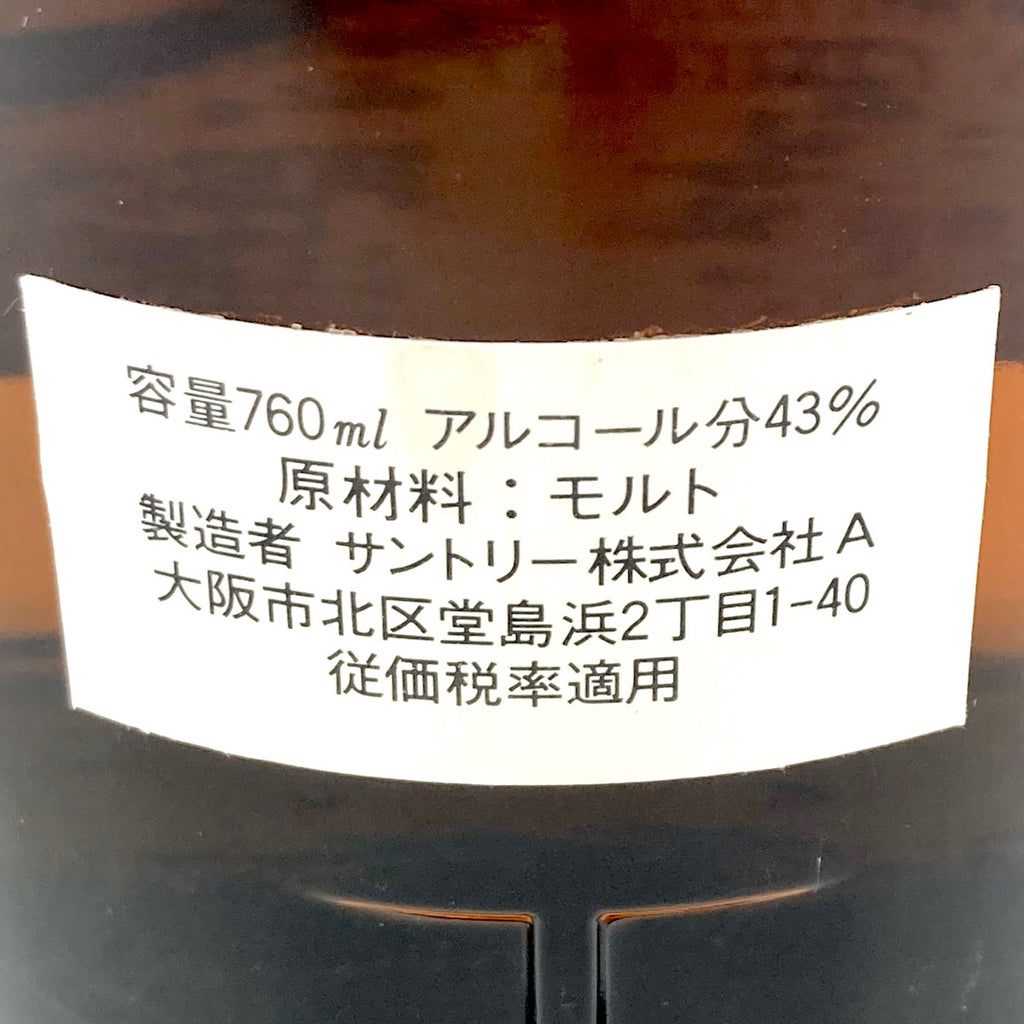 容量760ml アルコール分43%
原材料：モルト
製造者 サントリー株式会社A
大阪市北区堂島浜2丁目1-40
従価税率適用